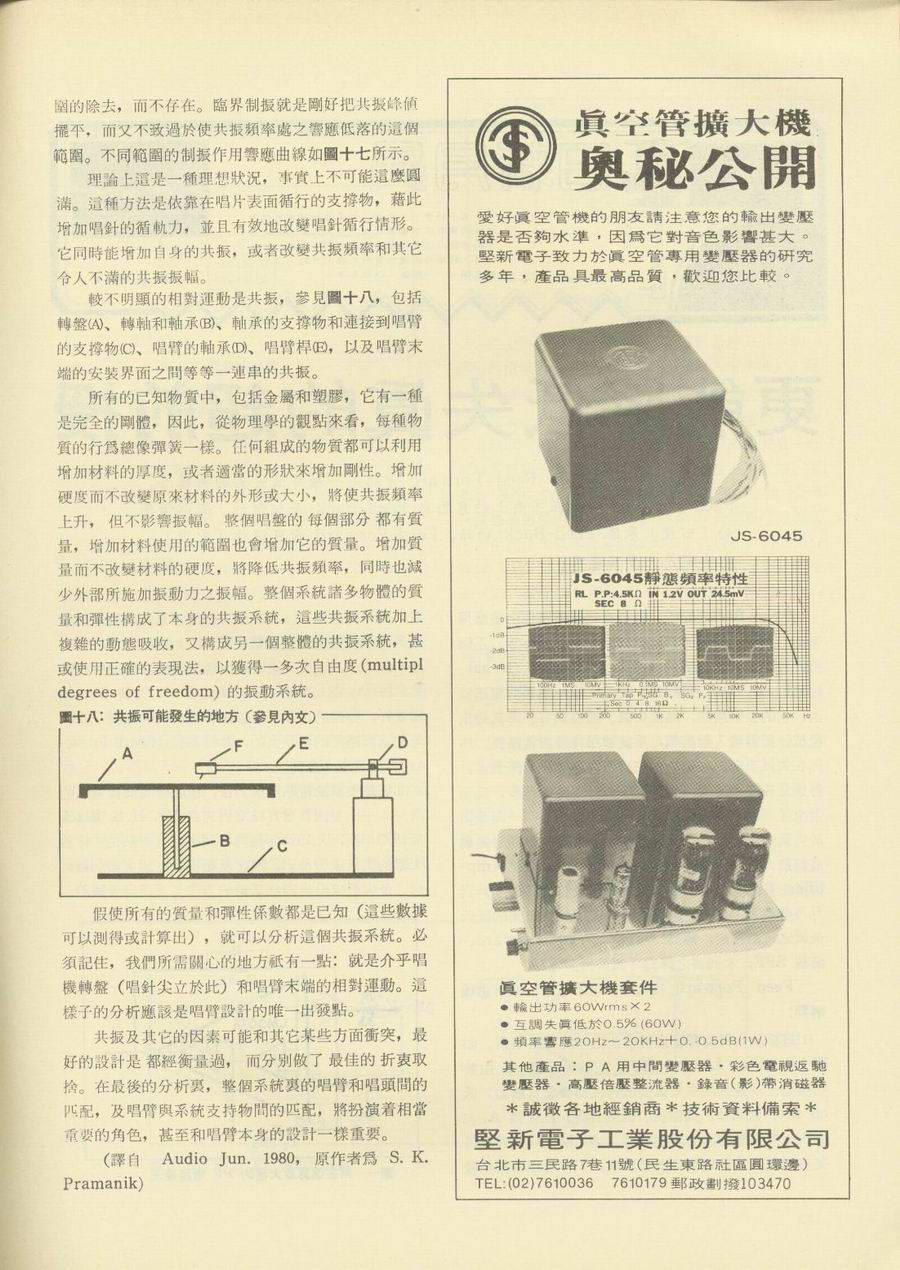 圍的除去，而不存在。臨界制振就是剛好把共振峰值
擺平，而又不致過於使共振頻率處之響應低落的這個
範圍。不同範圍的制振作用響應曲線如圖十七所示。
理論上這是一種理想狀況，事實上不可能這麼圓
滿。這種方法是依靠在唱片表面循行的支撐物，藉此
增加唱針的循軌力，並且有效地改變唱針循行情形。
它同時能增加自身的共振，或者改變共振頻率和其它
令人不滿的共振振幅。
較不明顯的相對運動是共振，參見圖十八，包括
轉盤(A)、轉軸和軸承(B)、軸承的支撐物和連接到唱臂
的支撐物(C)、唱臂的軸承(D)、唱臂桿(E)，以及唱臂末
端的安裝界面之間等等一連串的共振。
所有的已知物質中，包括金屬和塑膠，它有一種
是完全的剛體，因此，從物理學的觀點來看，每種物
質的行爲總像彈簧一樣。任何組成的物質都可以利用
增加材料的厚度，或者適當的形狀來增加剛性。增加
硬度而不改變原來材料的外形或大小，將使共振頻率
上升，但不影響振幅。整個唱盤的每個部分都有質
量，增加材料使用的範圍也會增加它的質量。增加質
量而不改變材料的硬度，將降低共振頻率，同時也減
少外部所施加振動力之振幅。整個系統諸多物體的質
量和彈性構成了本身的共振系統，這些共振系統加上
複雜的動態吸收，又構成另一個整體的共振系統，甚
或使用正確的表現法，以獲得一多次自由度(multipl
degrees of freedom) 的振動系統。
圖十八：共振可能發生的地方（參見內文）
A
F
E
D
B
C
假使所有的質量和彈性係數都是已知（這些數據
可以測得或計算出），就可以分析這個共振系統。必
須記住，我們所需關心的地方祇有一點：就是介乎唱
機轉盤（唱針尖立於此）和唱臂末端的相對運動。這
樣子的分析應該是唱臂設計的唯一出發點。
共振及其它的因素可能和其它某些方面衝突，最
好的設計是都經衡量過，而分別做了最佳的折衷取
捨。在最後的分析裏，整個系統裏的唱臂和唱頭間的
匹配，及唱臂與系統支持物間的匹配，將扮演着相當
重要的角色，甚至和唱臂本身的設計一樣重要。
(譯自 Audio Jun. 1980，原作者爲 S. K.
Pramanik)
眞空管擴大機
奧秘公開
愛好眞空管機的朋友請注意您的輸出變壓
器是否夠水準，因爲它對音色影響甚大。
堅新電子致力於眞空管專用變壓器的研究
多年，產品具最高品質，歡迎您比較。
JS-6045
JS-6045靜態頻率特性
RL P.P:4.5KΩ IN 1.2V OUT 24.5mV
SEC 8 Ω
0
-1dB
-2dB
-3dB
100Hz 1MS 10MV 1KHz 0.1MS 10MV 10KHz 10MS 10MV
Sec 0 4 8 16Ω
20 50 100 200 500 1K 2K 5K 10K 20K 50K Hz
眞空管擴大機套件
● 輸出功率60Wrms×2
● 互調失眞低於0.5% (60W)
● 頻率響應20Hz～20KHz+0.-0.5dB(1W)
其他產品：PA用中間變壓器・彩色電視返馳
變壓器・高壓倍壓整流器・錄音(影)帶消磁器
＊誠徵各地經銷商＊技術資料備索＊
堅新電子工業股份有限公司
台北市三民路7巷11號(民生東路社區圓環邊)
TEL:(02)7610036 7610179 郵政劃撥103470